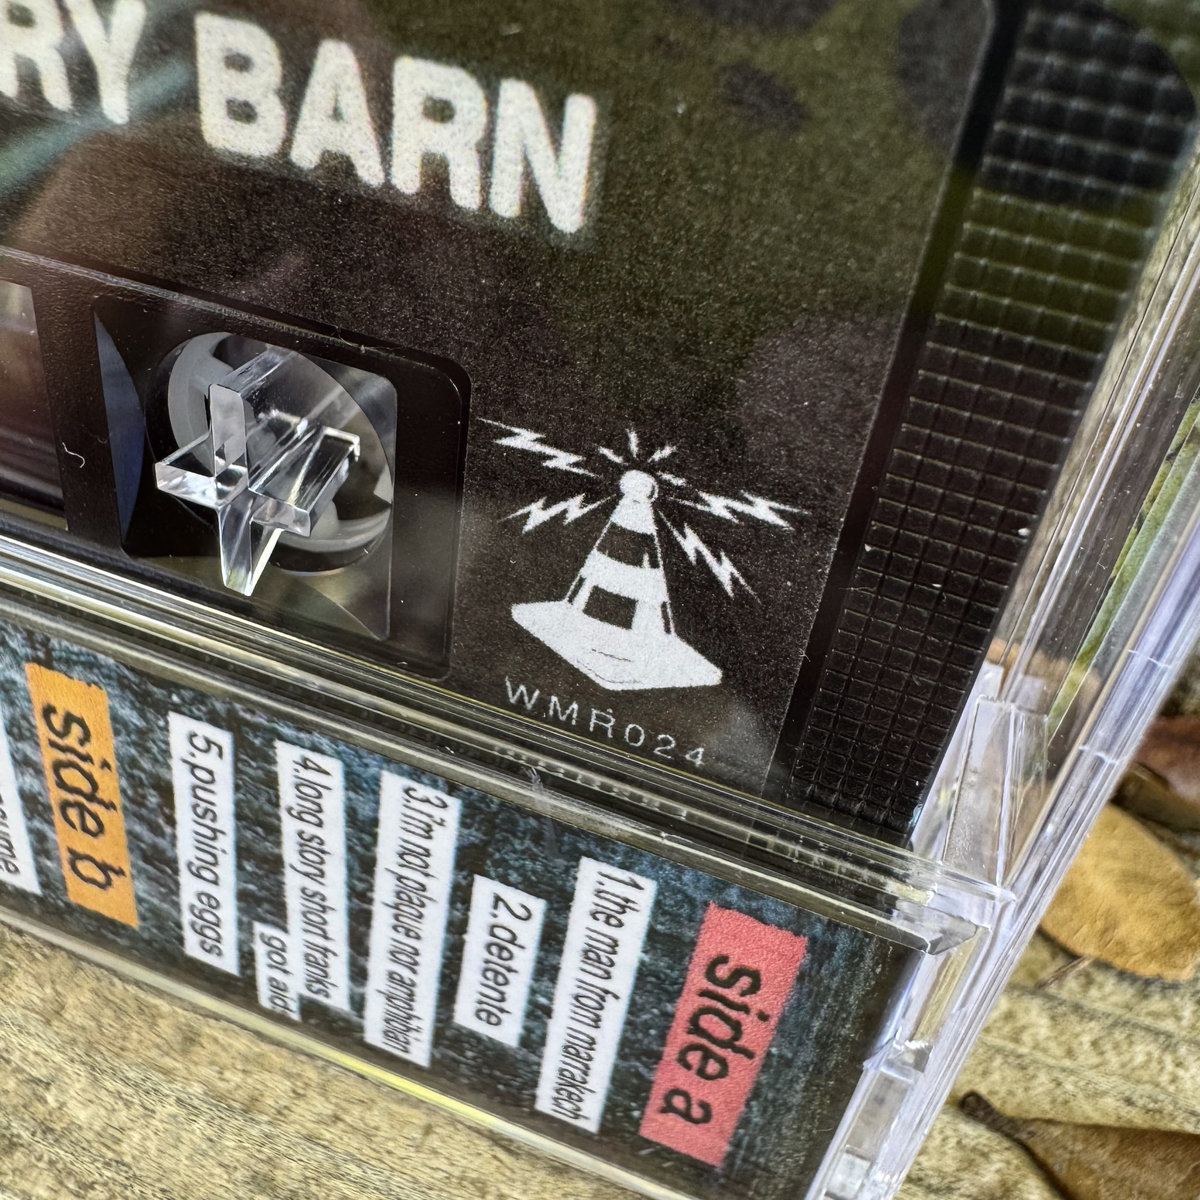 RY BARN
WMR024
side a
1.the man from marrakech
2.detente
3.i'm not plaque nor amphibian
4.long story short franks
got aids
5.pushing eggs
side b